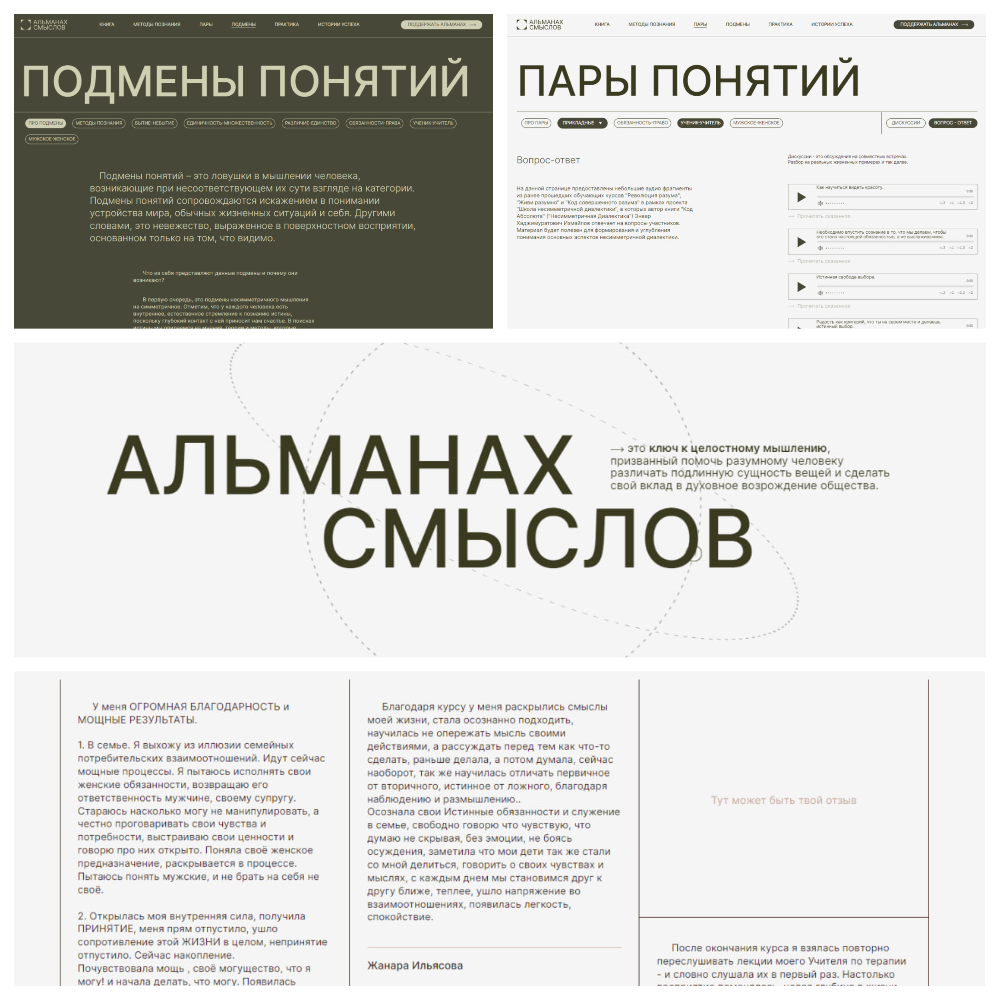 АЛЬМАНАХ
СМЫСЛОВ
КНИГА
МЕТОДЫ ПОЗНАНИЯ
ПАРЫ
ПОДМЕНЫ
ПРАКТИКА
ИСТОРИИ УСПЕХА
ПОДДЕРЖАТЬ АЛЬМАНАХ →
ПОДМЕНЫ ПОНЯТИЙ
ПРО ПОДМЕНЫ
МЕТОДЫ ПОЗНАНИЯ
БЫТИЕ-НЕБЫТИЕ
ЕДИНИЧНОСТЬ-МНОЖЕСТВЕННОСТЬ
РАЗЛИЧИЕ-ЕДИНСТВО
ОБЯЗАННОСТИ-ПРАВА
УЧЕНИК-УЧИТЕЛЬ
МУЖСКОЕ-ЖЕНСКОЕ
Подмены понятий – это ловушки в мышлении человека,
возникающие при несоответствующем их сути взгляде на категории.
Подмены понятий сопровождаются искажением в понимании
устройства мира, обычных жизненных ситуаций и себя. Другими
словами, это невежество, выраженное в поверхностном восприятии,
основанном только на том, что видимо.
Что из себя представляют данные подмены и почему они
возникают?
В первую очередь, это подмены несимметричного мышления
на симметричное. Отметим, что у каждого человека есть
внутреннее, естественное стремление к познанию истины,
поскольку глубокий контакт с ней приносит нам счастье. В поисках
АЛЬМАНАХ
СМЫСЛОВ
КНИГА
МЕТОДЫ ПОЗНАНИЯ
ПАРЫ
ПОДМЕНЫ
ПРАКТИКА
ИСТОРИИ УСПЕХА
ПОДДЕРЖАТЬ АЛЬМАНАХ →
ПАРЫ ПОНЯТИЙ
ПРО ПАРЫ
ПРИКЛАДНЫЕ
ОБЯЗАННОСТЬ-ПРАВО
УЧЕНИК-УЧИТЕЛЬ
МУЖСКОЕ-ЖЕНСКОЕ
ДИСКУССИИ
ВОПРОС - ОТВЕТ
Вопрос-ответ
На данной странице предоставлены небольшие аудио фрагменты
из ранее прошедших обучающих курсов "Революция разума",
"Живи разумно" и "Код совершенного разума" в рамках проекта
"Школа несимметричной диалектики", в которых автор книги "Код
Абсолюта" ("Несимметричная Диалектика") Энвер
Хаджимуратович Измайлов отвечает на вопросы участников.
Материал будет полезен для формирования и углубления
понимания основных аспектов несимметричной диалектики.
Дискуссии - это обсуждения на совместных встречах.
Разбор на реальных жизненных примерах и так далее.
Как научиться видеть красоту.
→ Прочитать сказанное
Необходимо впустить сознание в то, что мы делаем, чтобы
это стало настоящей обязанностью, а не выслуживанием.
→ Прочитать сказанное
Истинная свобода выбора.
→ Прочитать сказанное
Радость как критерий, что ты на своем месте и делаешь
истинный выбор.
АЛЬМАНАХ
СМЫСЛОВ
→ это ключ к целостному мышлению,
призванный помочь разумному человеку
различать подлинную сущность вещей и сделать
свой вклад в духовное возрождение общества.
У меня ОГРОМНАЯ БЛАГОДАРНОСТЬ и
МОЩНЫЕ РЕЗУЛЬТАТЫ.
1. В семье. Я выхожу из иллюзии семейных
потребительских взаимоотношений. Идут сейчас
мощные процессы. Я пытаюсь исполнять свои
женские обязанности, возвращаю его
ответственность мужчине, своему супругу.
Стараюсь насколько могу не манипулировать, а
честно проговаривать свои чувства и
потребности, выстраиваю свои ценности и
говорю про них открыто. Поняла своё женское
предназначение, раскрывается в процессе.
Пытаюсь понять мужские, и не брать на себя не
своё.
2. Открылась моя внутренняя сила, получила
ПРИНЯТИЕ, меня прям отпустило, ушло
сопротивление этой ЖИЗНИ в целом, непринятие
отпустило. Сейчас накопление.
Почувствовала мощь , своё могущество, что я
могу! и начала делать, что могу. Появилась
Благодаря курсу у меня раскрылись смыслы
моей жизни, стала осознанно подходить,
научилась не опережать мысль своими
действиями, а рассуждать перед тем как что-то
сделать, раньше делала, а потом думала, сейчас
наоборот, так же научилась отличать первичное
от вторичного, истинное от ложного, благодаря
наблюдению и размышлению..
Осознала свои Истинные обязанности и служение
в семье, свободно говорю что чувствую, что
думаю не скрывая, без эмоции, не боясь
осуждения, заметила что мои дети так же стали
со мной делиться, говорить о своих чувствах и
мыслях, с каждым днем мы становимся друг к
другу ближе, теплее, ушло напряжение во
взаимоотношениях, появилась легкость,
спокойствие.
Жанара Ильясова
Тут может быть твой отзыв
После окончания курса я взялась повторно
переслушивать лекции моего Учителя по терапии
- и словно слушала их в первый раз. Настолько